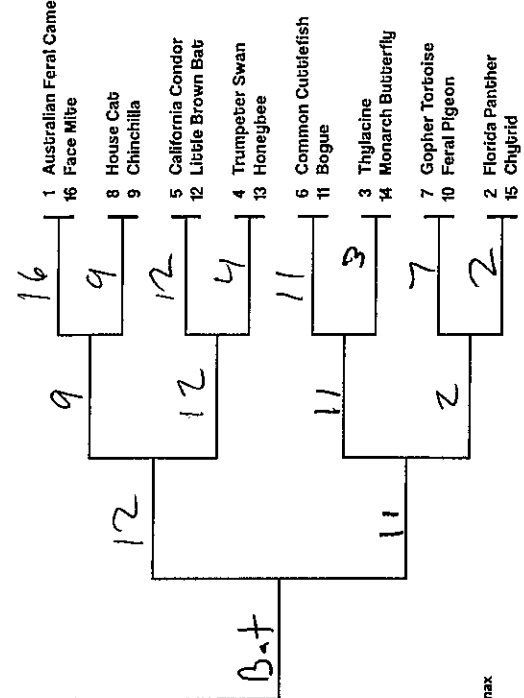 1 Australian Feral Came
16 Face Mite
8 House Cat
9 Chinchilla
5 California Condor
12 Little Brown Bat
4 Trumpeter Swan
13 Honeybee
6 Common Cuttlefish
11 Bogue
3 Thylacine
14 Monarch Butterfly
7 Gopher Tortoise
10 Feral Pigeon
2 Florida Panther
15 Chytrid
16
9
12
4
11
3
7
2
9
12
11
2
12
11
Bat
max